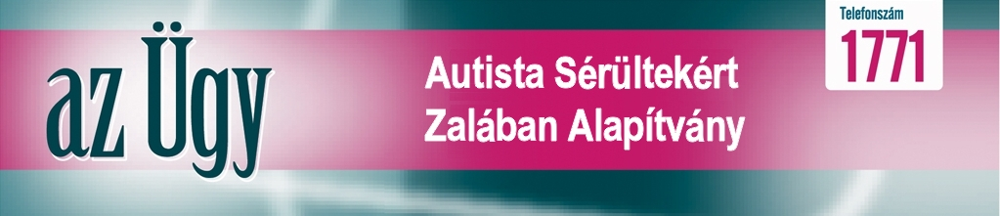 az Ügy
Autista Sérültekért
Zalában Alapítvány
Telefonszám
1771